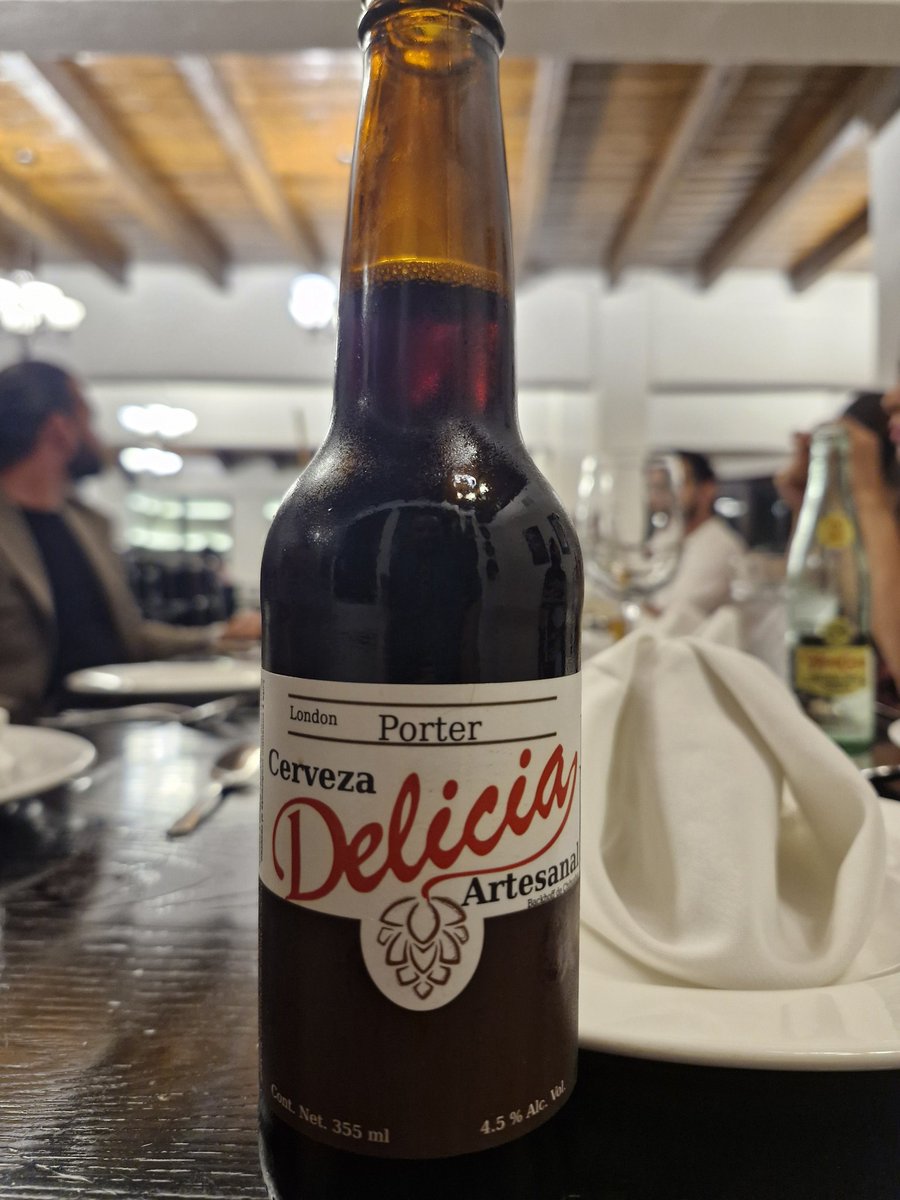 London
Porter
Cerveza
Delicia
Artesanal
Cont. Net. 355 ml
4.5 % Alc. Vol.